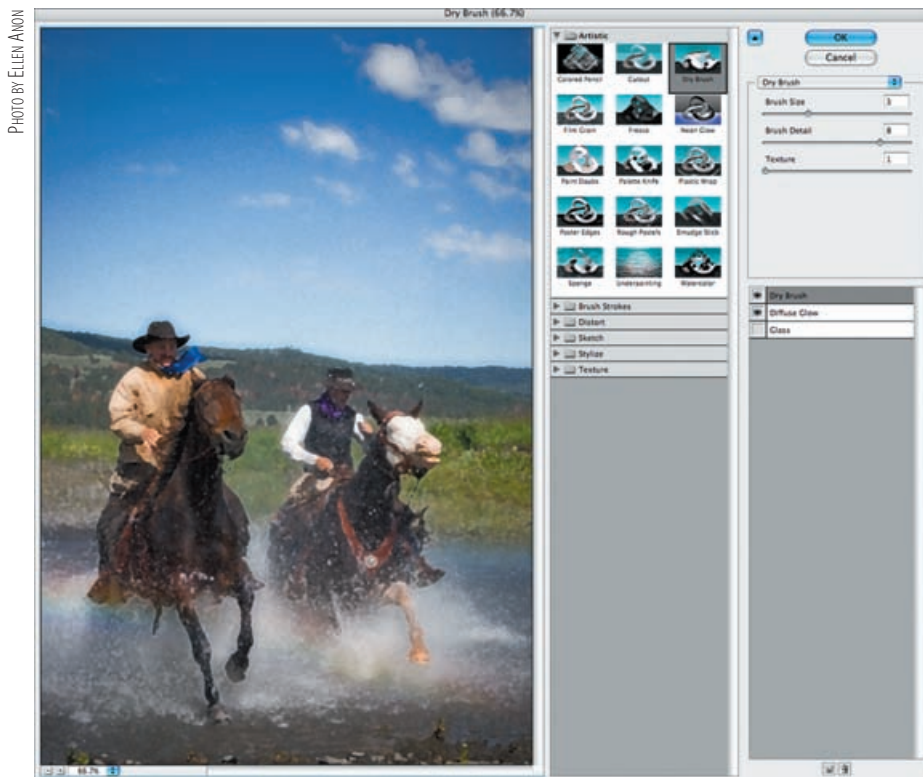 PHOTO BY ELLEN ANON
Dry Brush (66.7%)
Artistic
Colored Pencil
Cutout
Dry Brush
Film Grain
Fresco
Neon Glow
Paint Daubs
Palette Knife
Plastic Wrap
Poster Edges
Rough Pastels
Smudge Stick
Sponge
Underpainting
Watercolor
Brush Strokes
Distort
Sketch
Stylize
Texture
OK
Cancel
Dry Brush
Brush Size 3
Brush Detail 8
Texture 1
Dry Brush
Diffuse Glow
Glass
66.7%